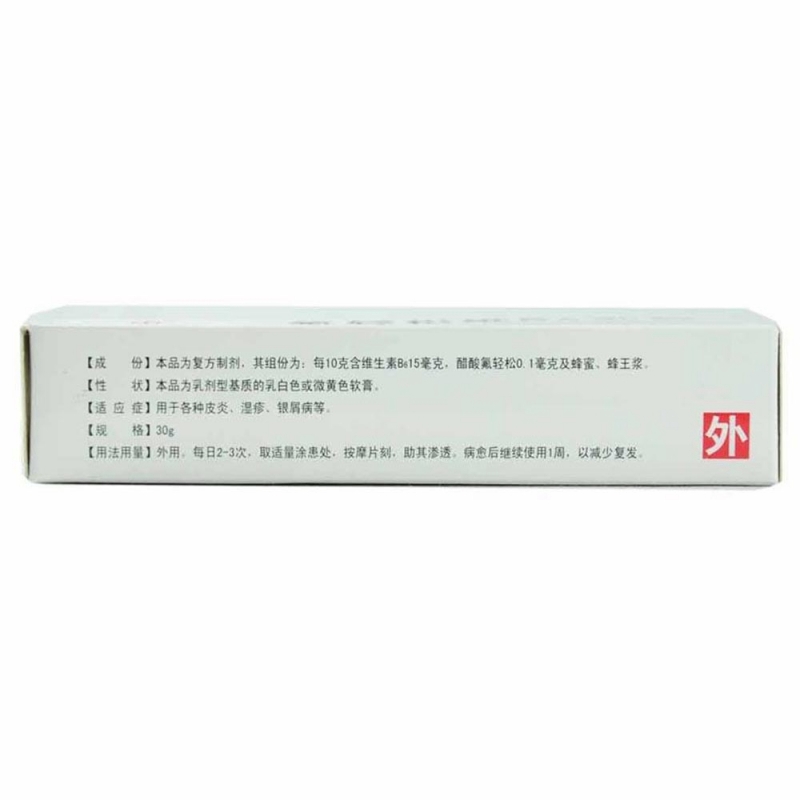 【成 份】本品为复方制剂，其组份为：每10克含维生素B₆15毫克，醋酸氟轻松0.1毫克及蜂蜜、蜂王浆。
【性 状】本品为乳剂型基质的乳白色或微黄色软膏。
【适应症】用于各种皮炎、湿疹、银屑病等。
【规 格】30g
【用法用量】外用。每日2-3次，取适量涂患处，按摩片刻，助其渗透。病愈后继续使用1周，以减少复发。
外